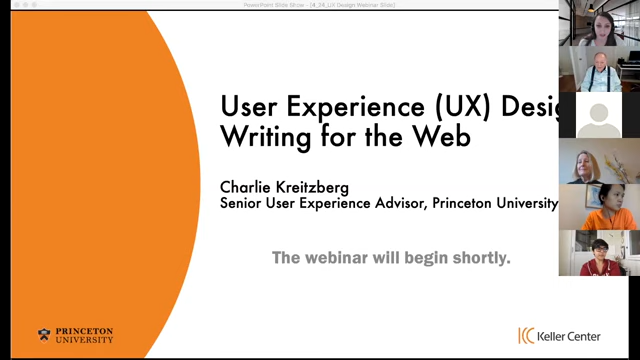 PowerPoint Slide Show - [4_24_UX Design Webinar Slide]
User Experience (UX) Desig
Writing for the Web
Charlie Kreitzberg
Senior User Experience Advisor, Princeton University
The webinar will begin shortly.
PRINCETON
UNIVERSITY
Keller Center